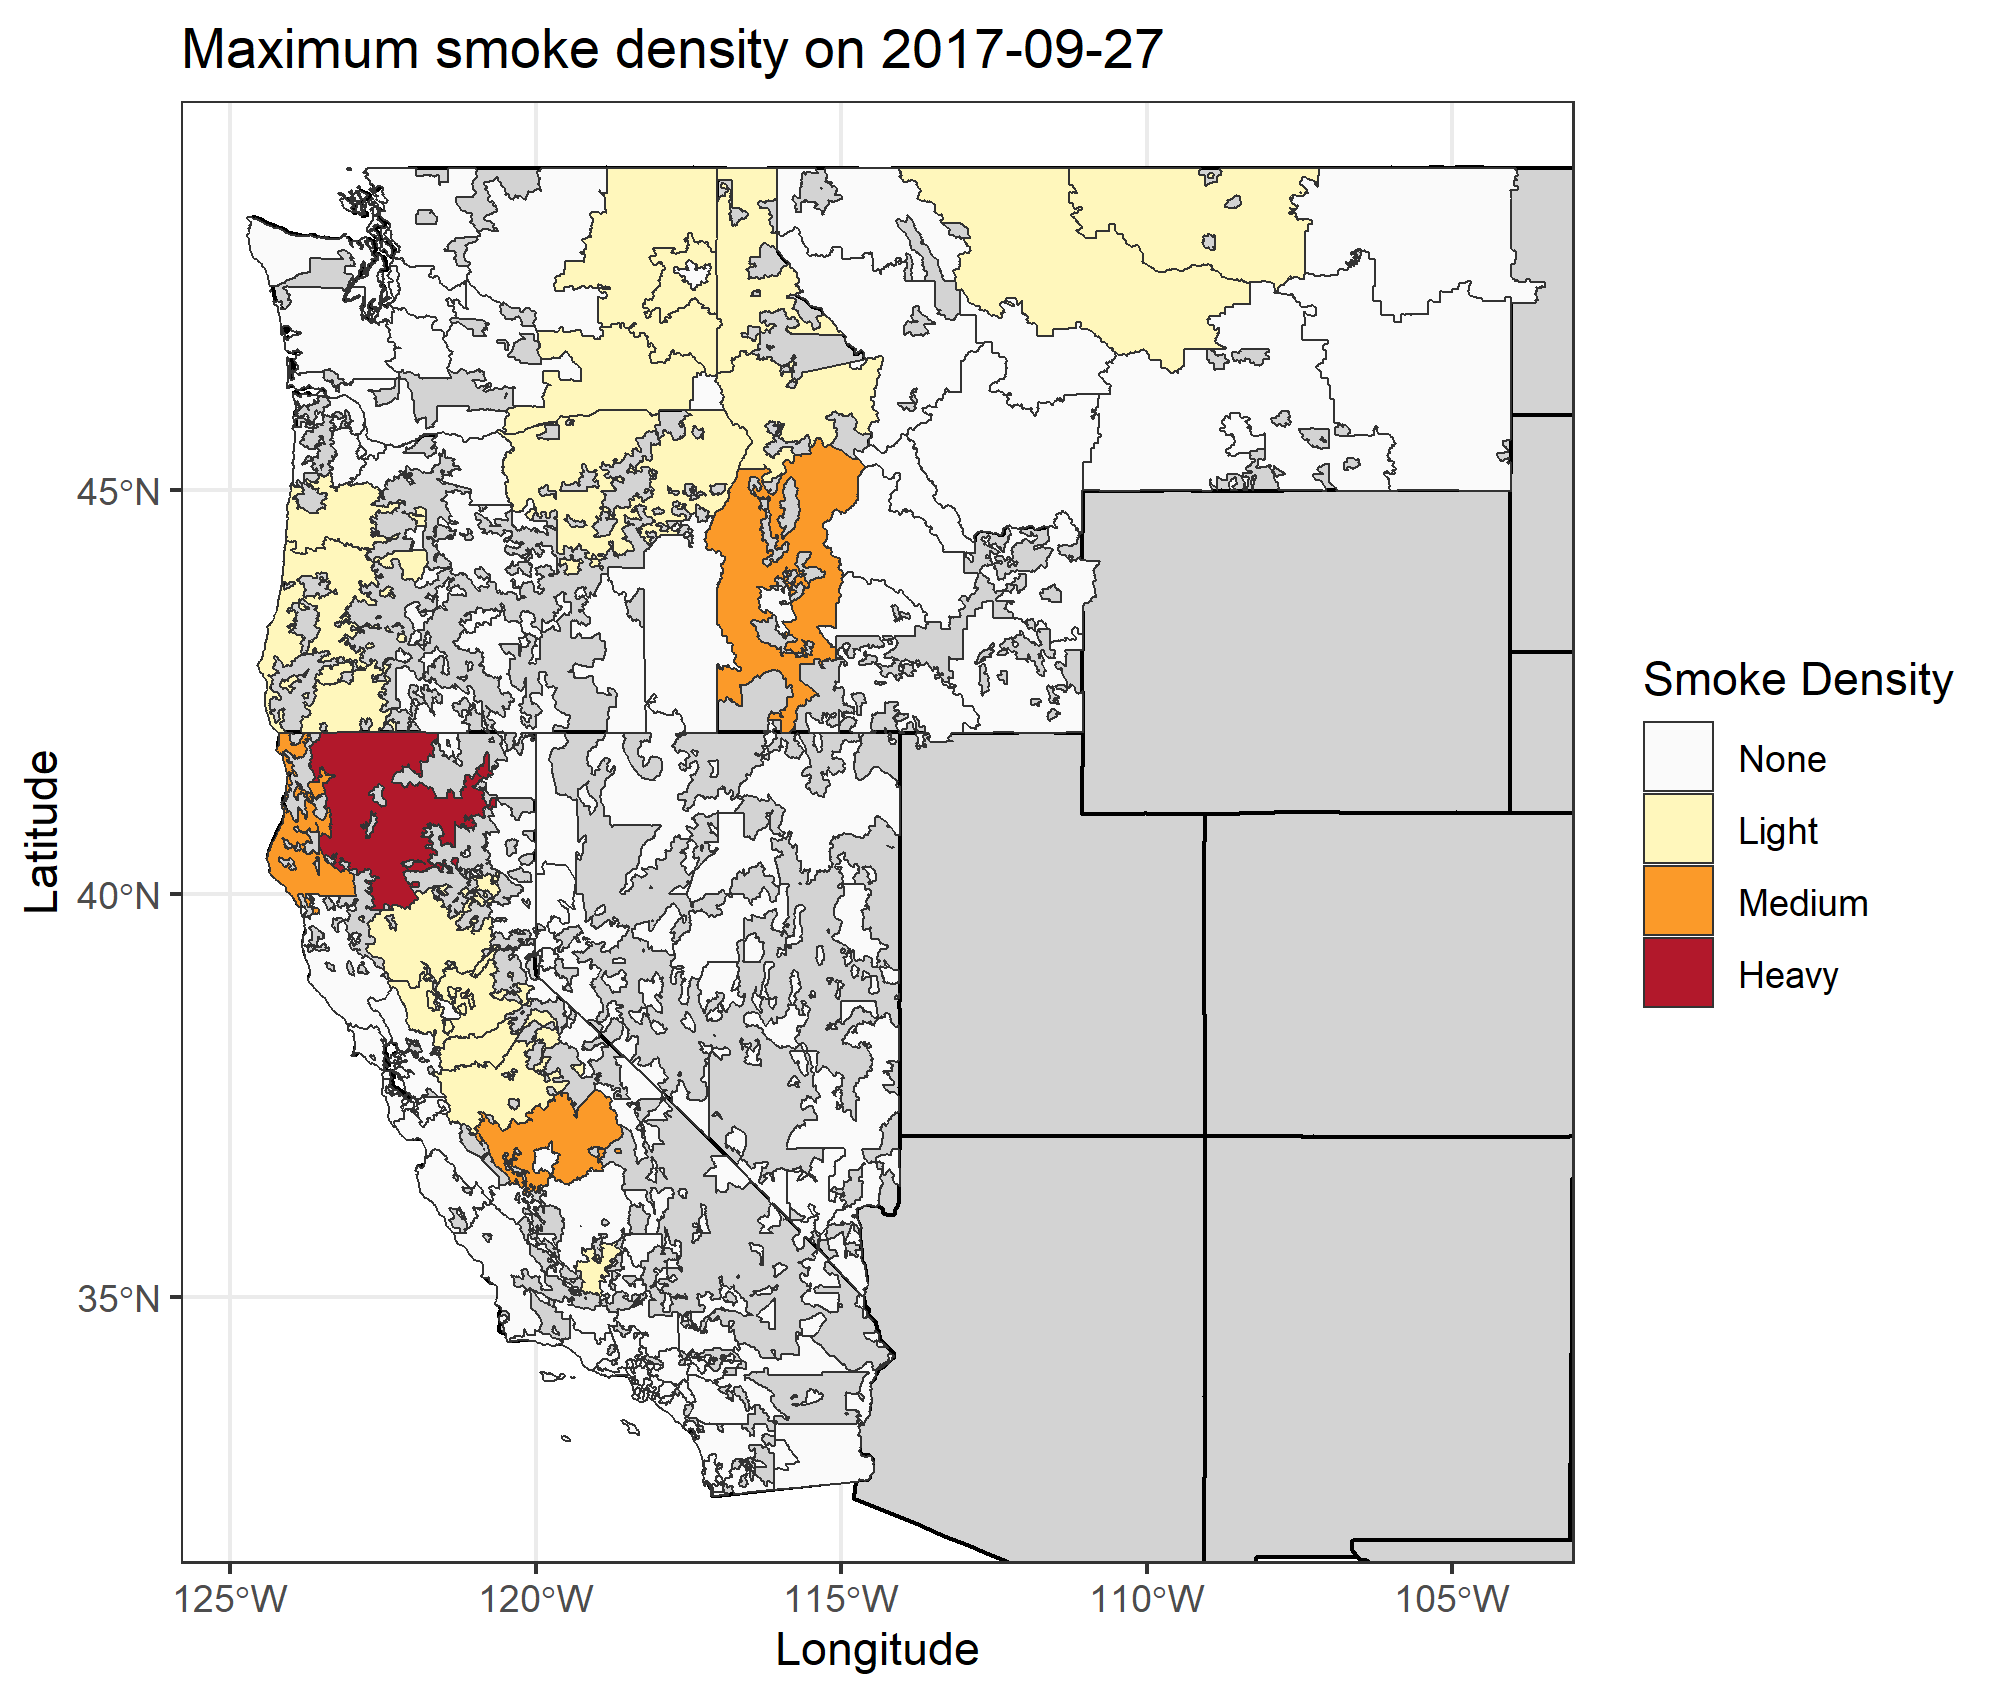 Maximum smoke density on 2017-09-27
45°N
40°N
35°N
Latitude
125°W
120°W
115°W
110°W
105°W
Longitude
Smoke Density
None
Light
Medium
Heavy